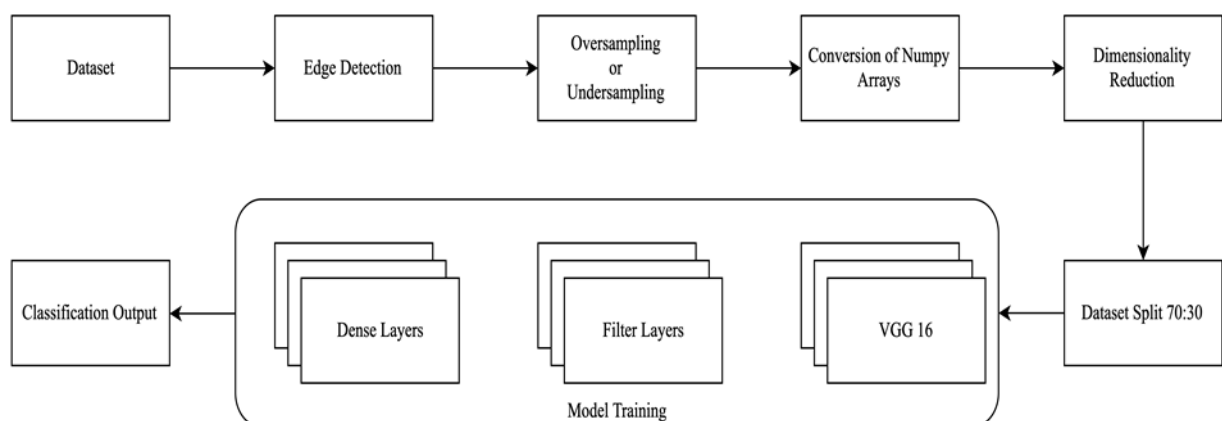 Dataset
Edge Detection
Oversampling
or
Undersampling
Conversion of Numpy
Arrays
Dimensionality
Reduction
Dataset Split 70:30
VGG 16
Filter Layers
Dense Layers
Model Training
Classification Output